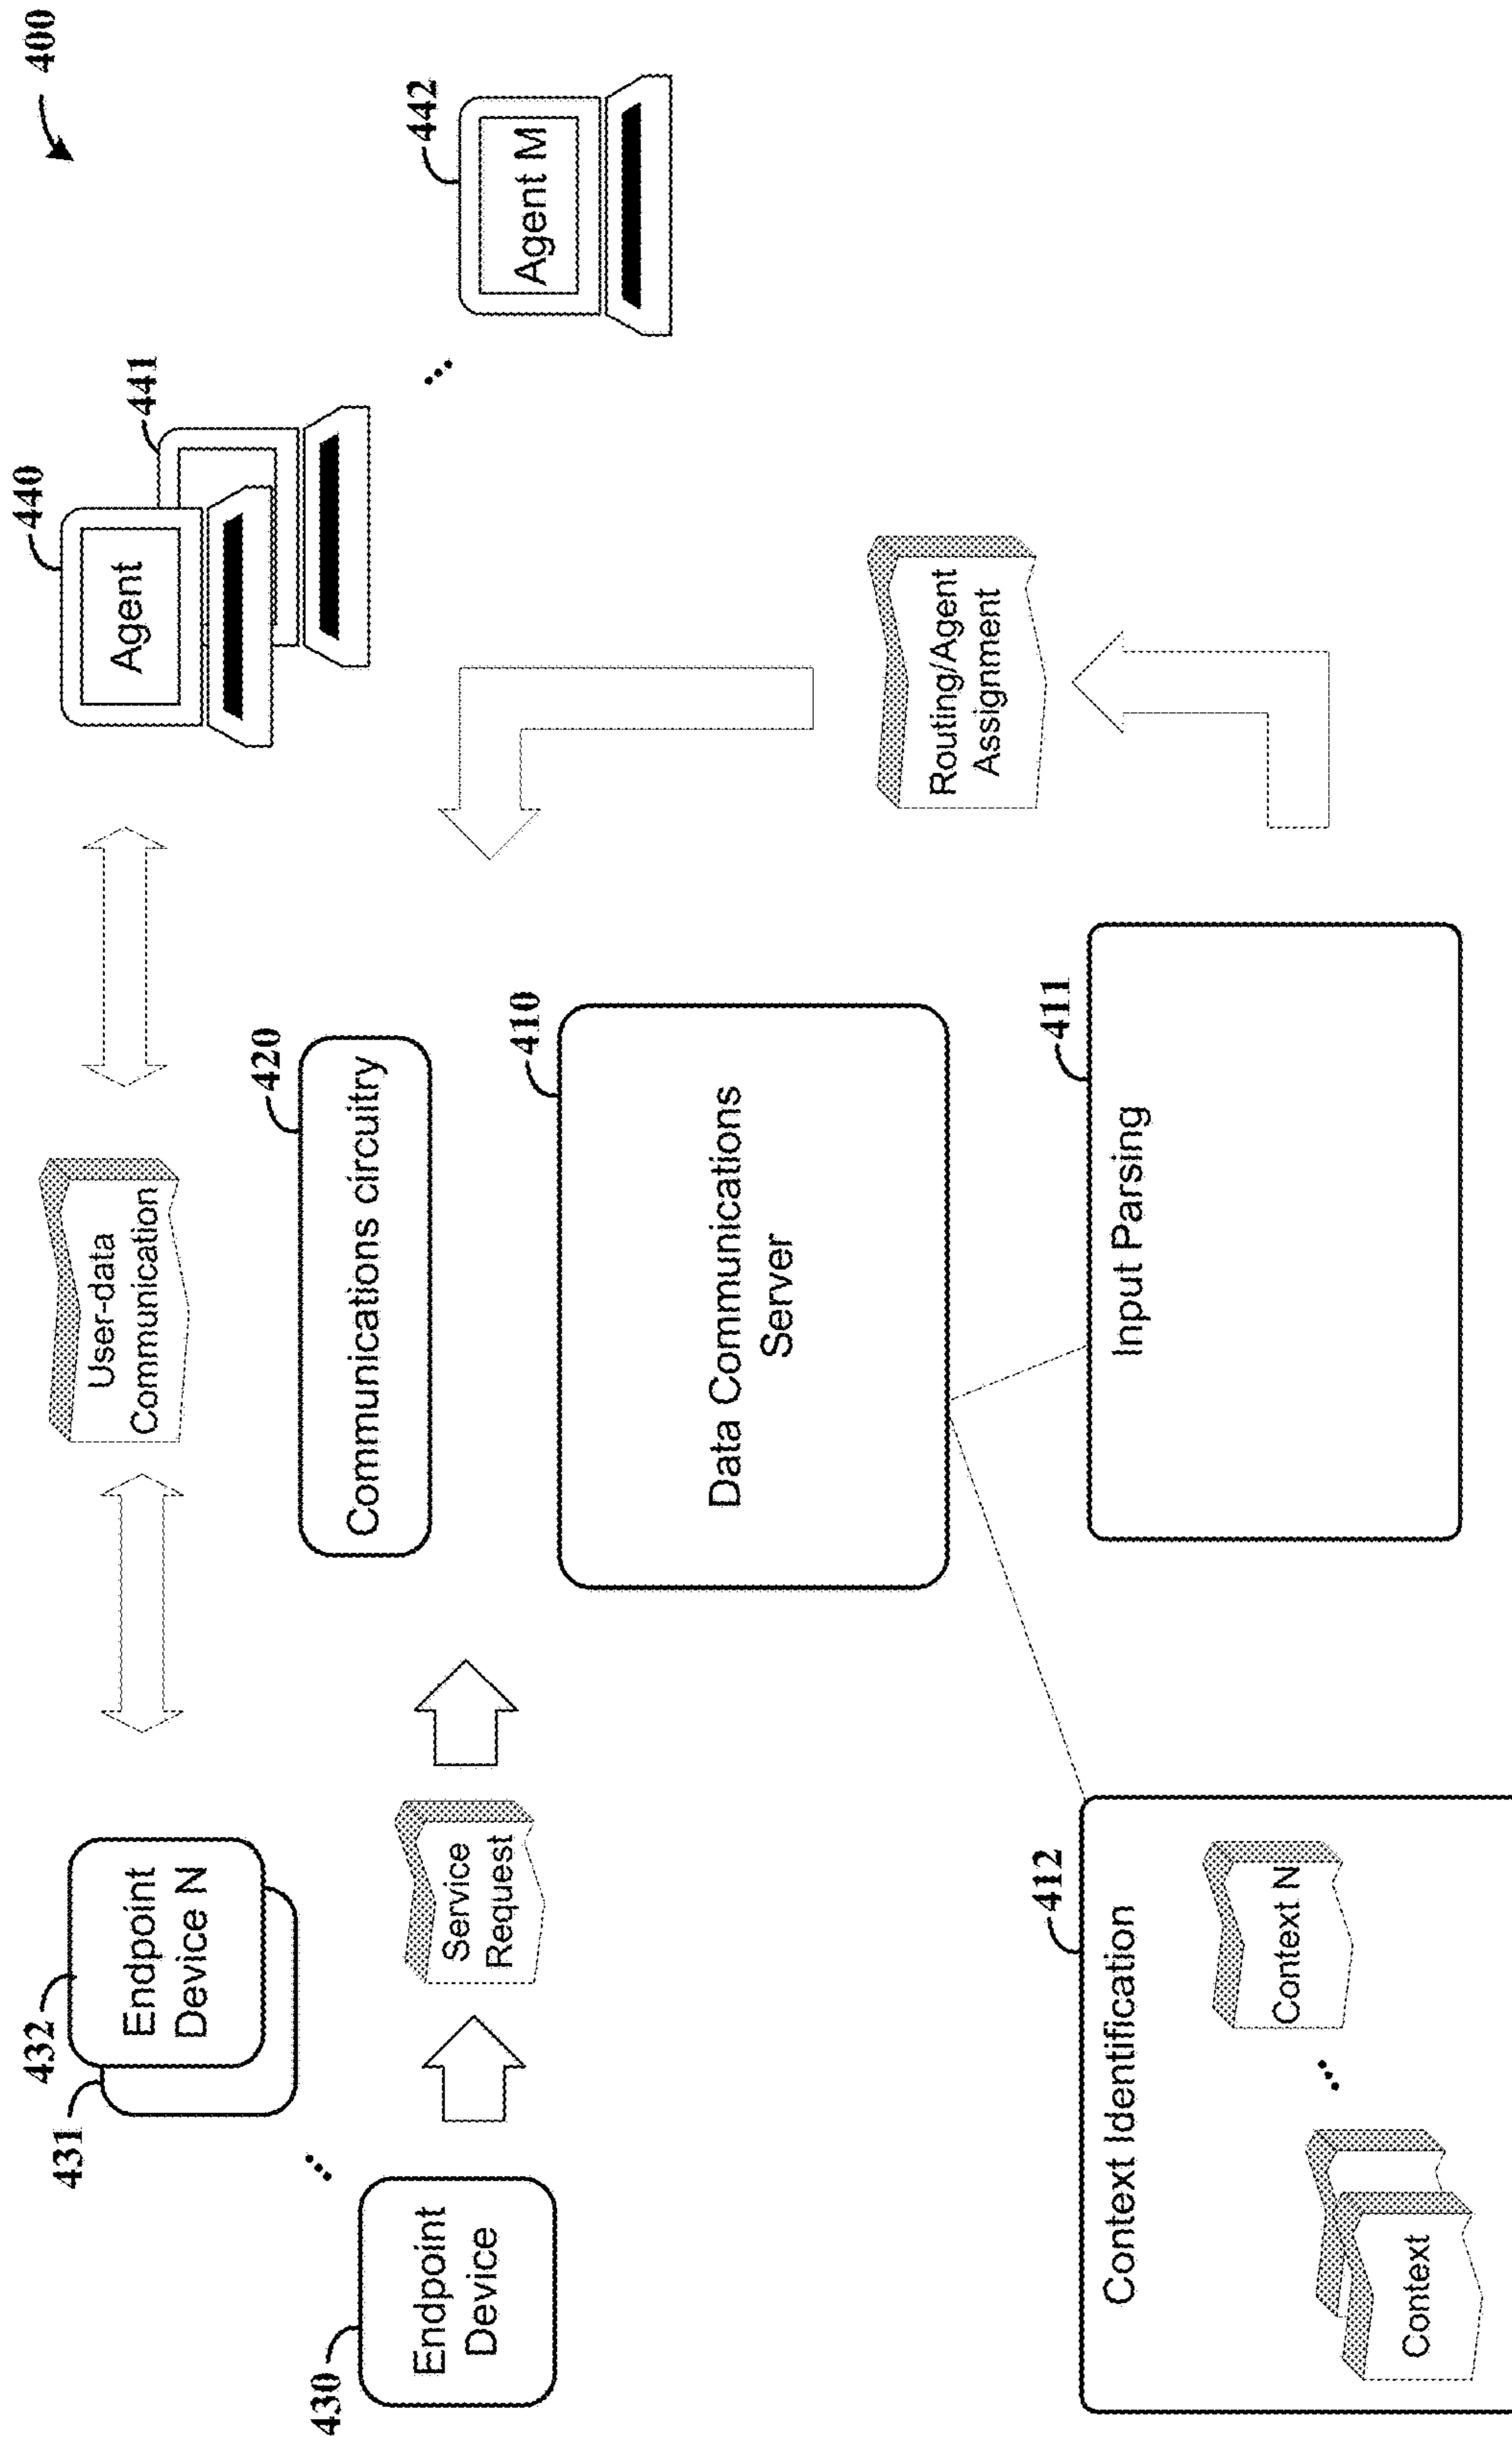 400
432
431
Endpoint
Device N
User-data
Communication
440
Agent
441
430
Endpoint
Device
Service
Request
420
Communications circuitry
442
Agent M
410
Data Communications
Server
Routing/Agent
Assignment
412
Context Identification
Context
Context N
411
Input Parsing